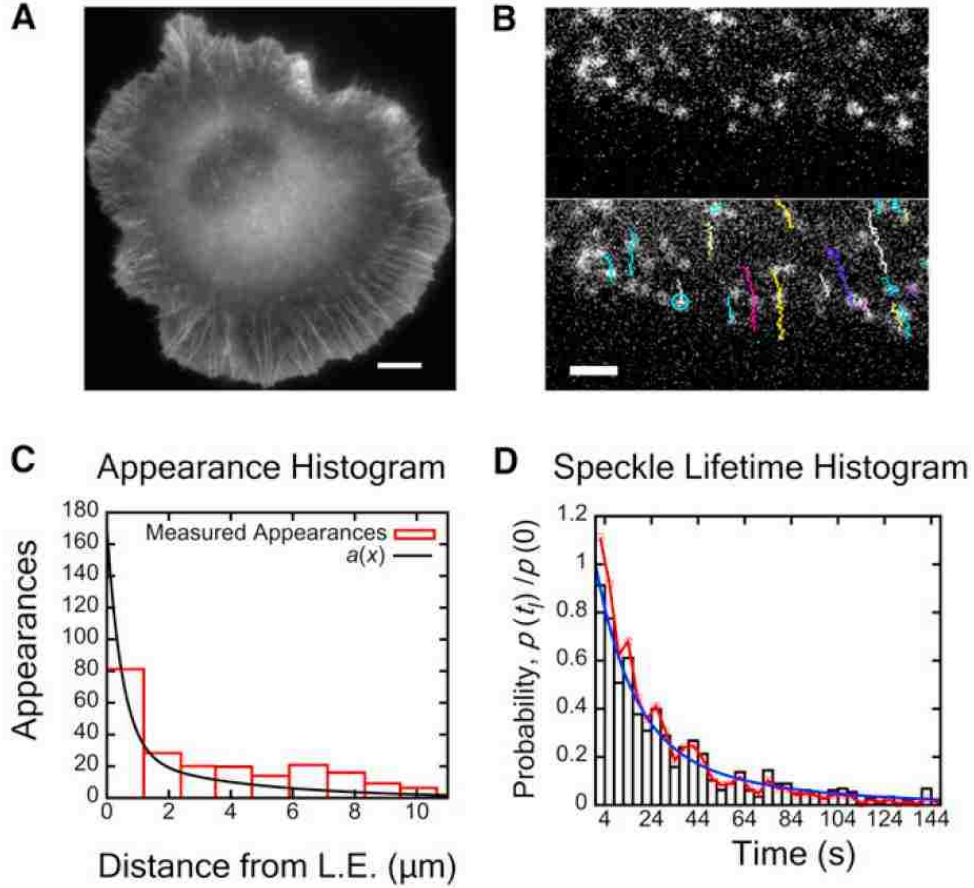 A
B
C Appearance Histogram
Appearances
180
160
140
120
100
80
60
40
20
0
Measured Appearances
a(x)
0 2 4 6 8 10
Distance from L.E. (μm)
D Speckle Lifetime Histogram
Probability, p (t_l) / p (0)
1.2
1
0.8
0.6
0.4
0.2
0
4 24 44 64 84 104 124 144
Time (s)